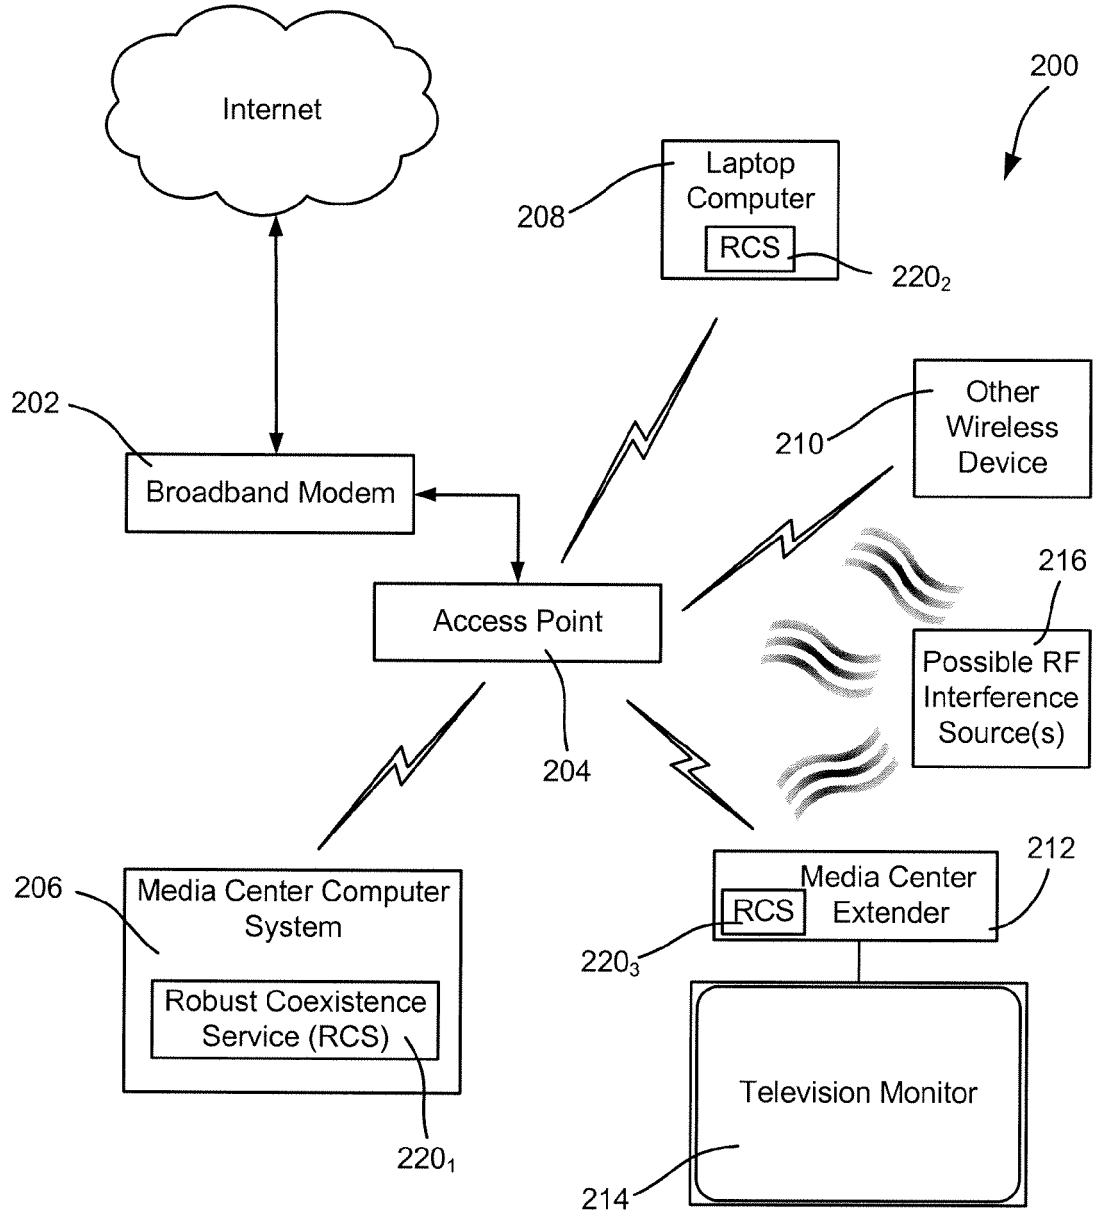 Internet
200
Laptop
Computer
208
RCS
220₂
202
Broadband Modem
Other
Wireless
Device
210
Access Point
204
216
Possible RF
Interference
Source(s)
206
Media Center Computer
System
Robust Coexistence
Service (RCS)
220₁
212
Media Center
Extender
RCS
220₃
Television Monitor
214